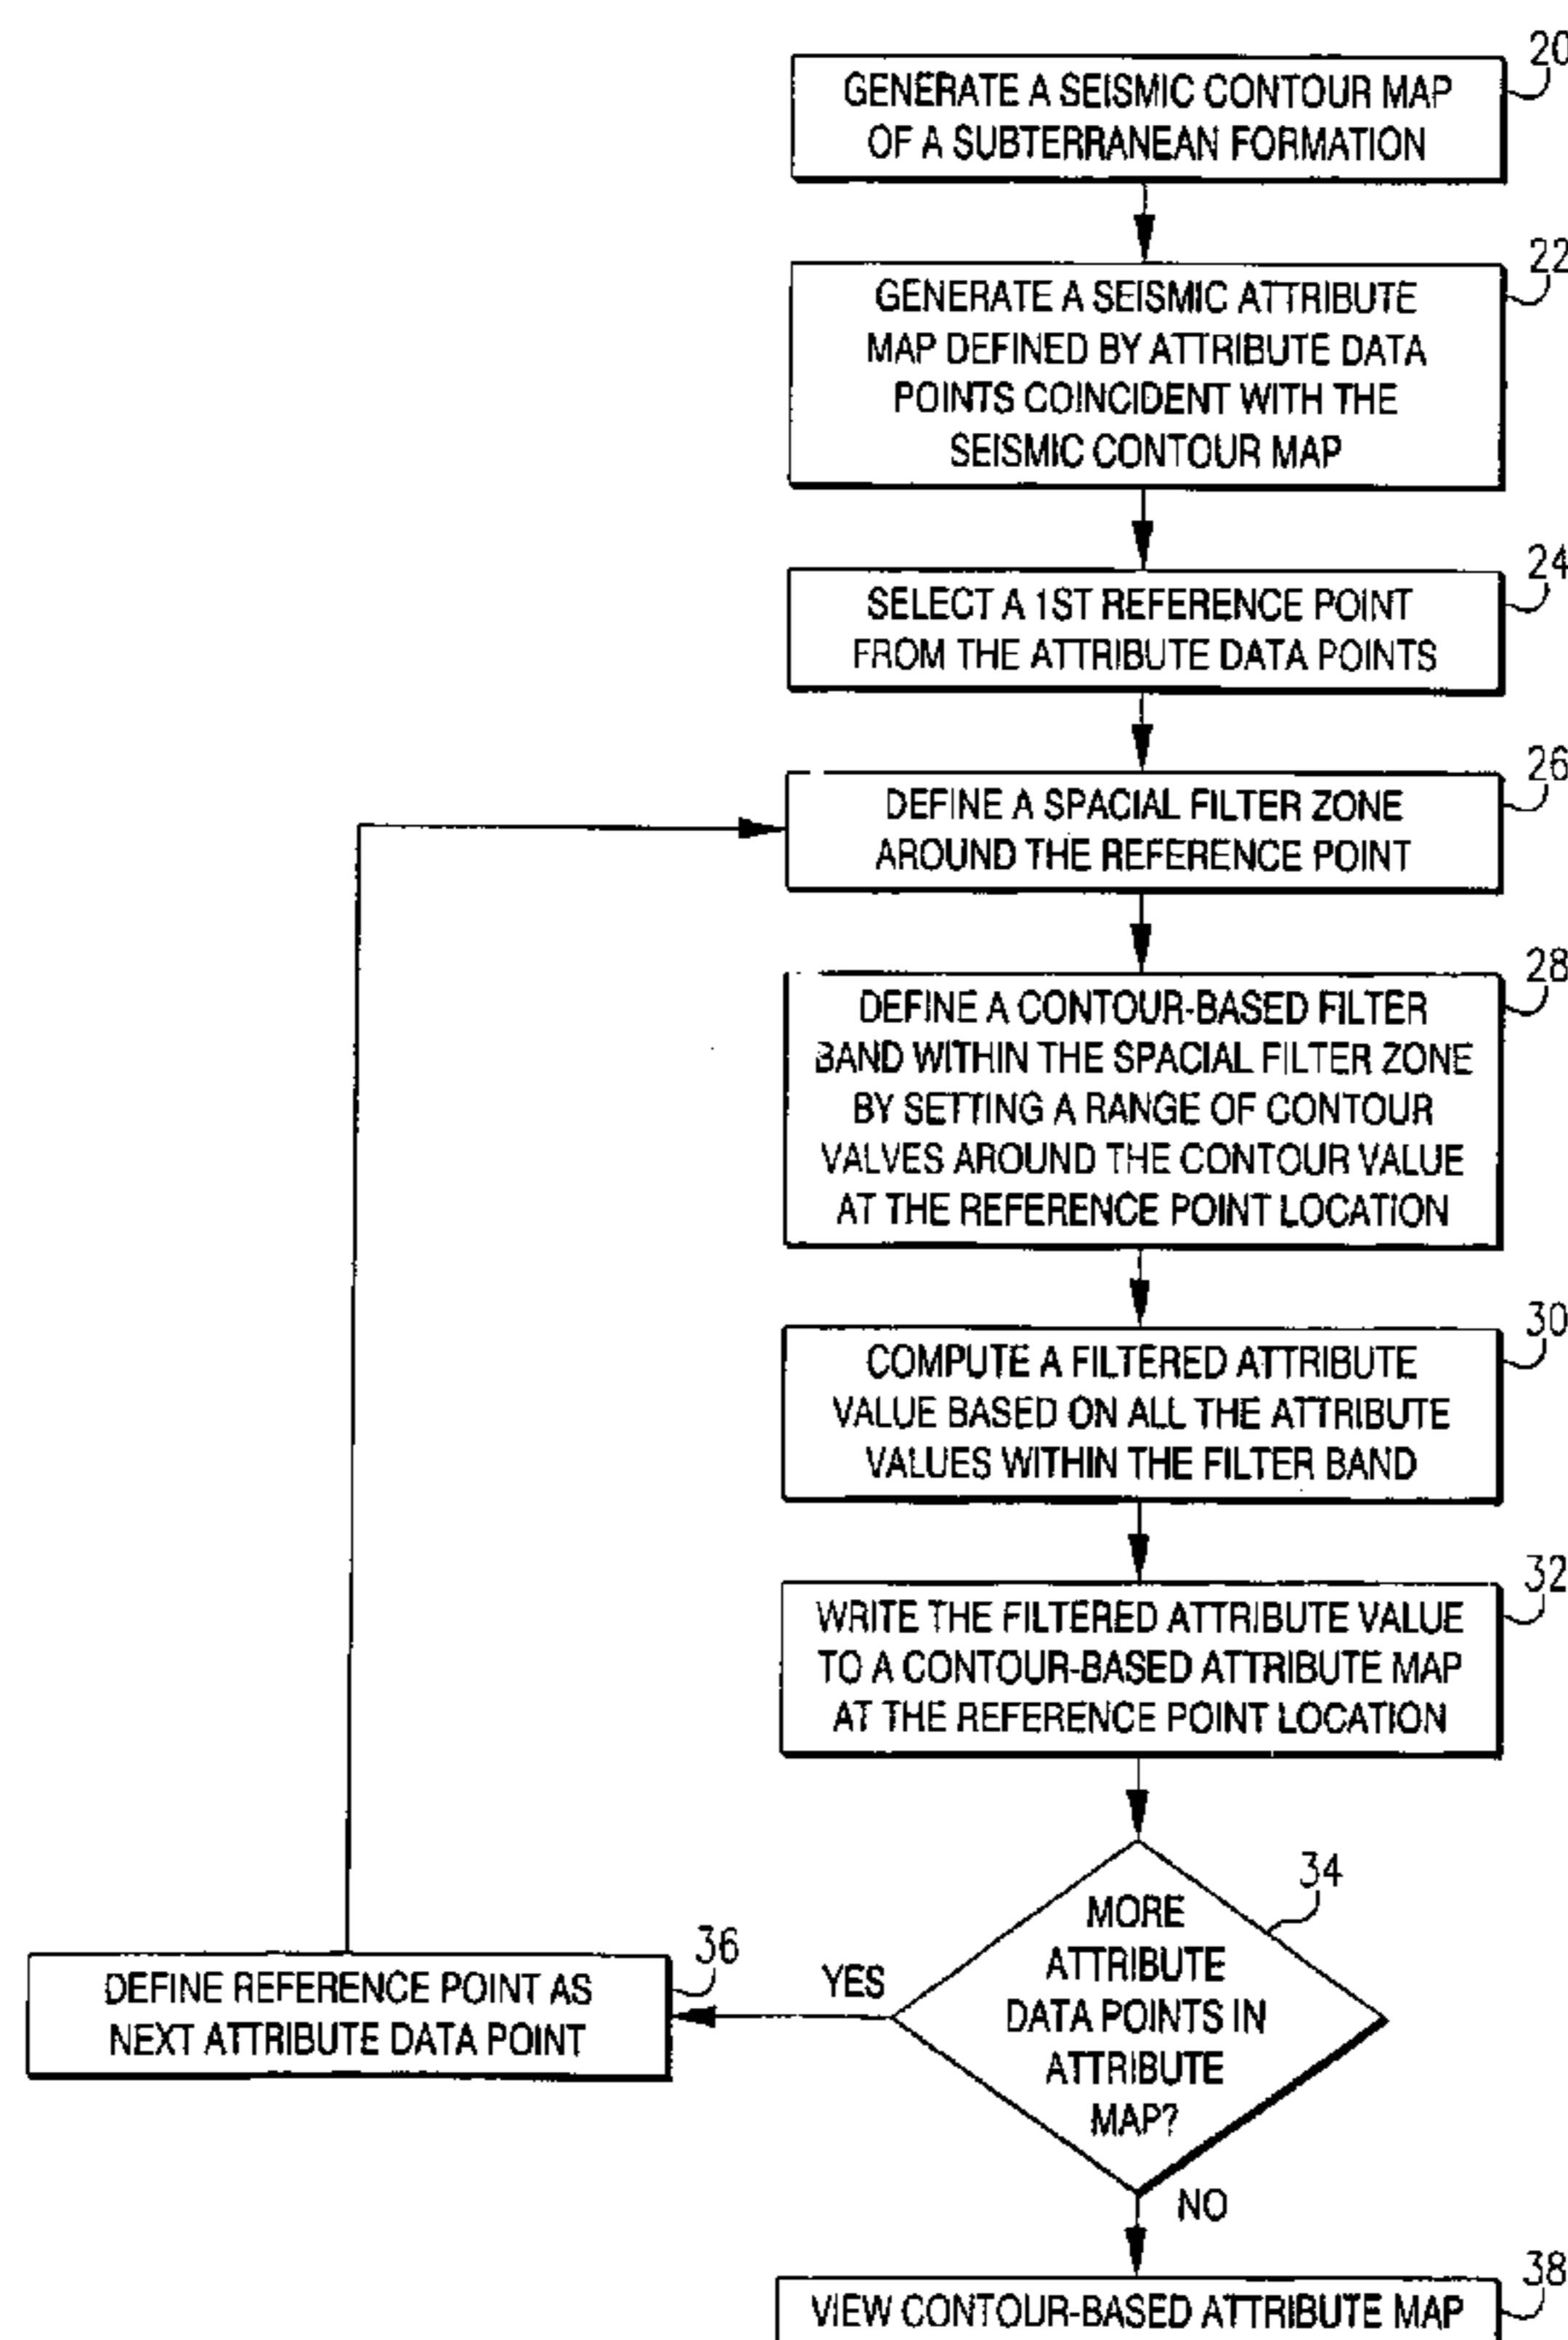 20
GENERATE A SEISMIC CONTOUR MAP
OF A SUBTERRANEAN FORMATION
22
GENERATE A SEISMIC ATTRIBUTE
MAP DEFINED BY ATTRIBUTE DATA
POINTS COINCIDENT WITH THE
SEISMIC CONTOUR MAP
24
SELECT A 1ST REFERENCE POINT
FROM THE ATTRIBUTE DATA POINTS
26
DEFINE A SPACIAL FILTER ZONE
AROUND THE REFERENCE POINT
28
DEFINE A CONTOUR-BASED FILTER
BAND WITHIN THE SPACIAL FILTER ZONE
BY SETTING A RANGE OF CONTOUR
VALVES AROUND THE CONTOUR VALUE
AT THE REFERENCE POINT LOCATION
30
COMPUTE A FILTERED ATTRIBUTE
VALUE BASED ON ALL THE ATTRIBUTE
VALUES WITHIN THE FILTER BAND
32
WRITE THE FILTERED ATTRIBUTE VALUE
TO A CONTOUR-BASED ATTRIBUTE MAP
AT THE REFERENCE POINT LOCATION
34
MORE
ATTRIBUTE
DATA POINTS IN
ATTRIBUTE
MAP?
YES
36
DEFINE REFERENCE POINT AS
NEXT ATTRIBUTE DATA POINT
NO
38
VIEW CONTOUR-BASED ATTRIBUTE MAP